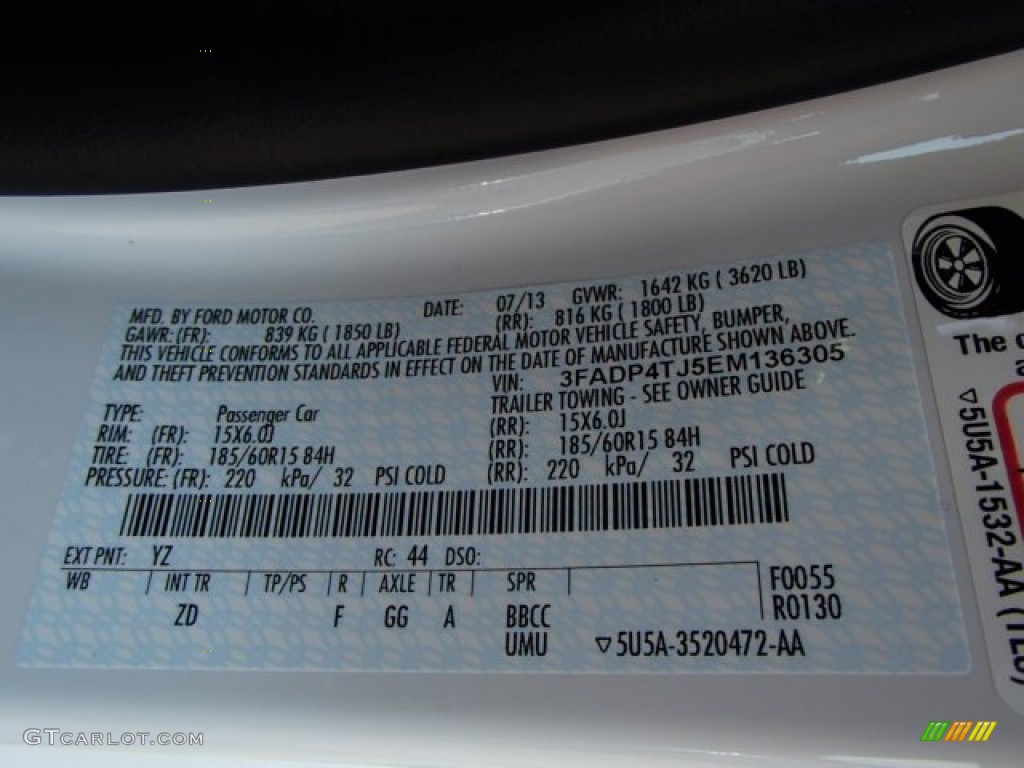 MFD. BY FORD MOTOR CO. DATE: 07/13 GVWR: 1642 KG ( 3620 LB)
GAWR: (FR): 839 KG ( 1850 LB) (RR): 816 KG ( 1800 LB)
THIS VEHICLE CONFORMS TO ALL APPLICABLE FEDERAL MOTOR VEHICLE SAFETY, BUMPER,
AND THEFT PREVENTION STANDARDS IN EFFECT ON THE DATE OF MANUFACTURE SHOWN ABOVE.
VIN: 3FADP4TJ5EM136305
TYPE: Passenger Car TRAILER TOWING - SEE OWNER GUIDE
RIM: (FR): 15X6.0J (RR): 15X6.0J
TIRE: (FR): 185/60R15 84H (RR): 185/60R15 84H
PRESSURE: (FR): 220 kPa/ 32 PSI COLD (RR): 220 kPa/ 32 PSI COLD
EXT PNT: YZ RC: 44 DSO:
WB INT TR TP/PS R AXLE TR SPR F0055
ZD F GG A BBCC R0130
UMU ▽5U5A-3520472-AA
The
▽5U5A-1532-AA
GTCARLOT.COM